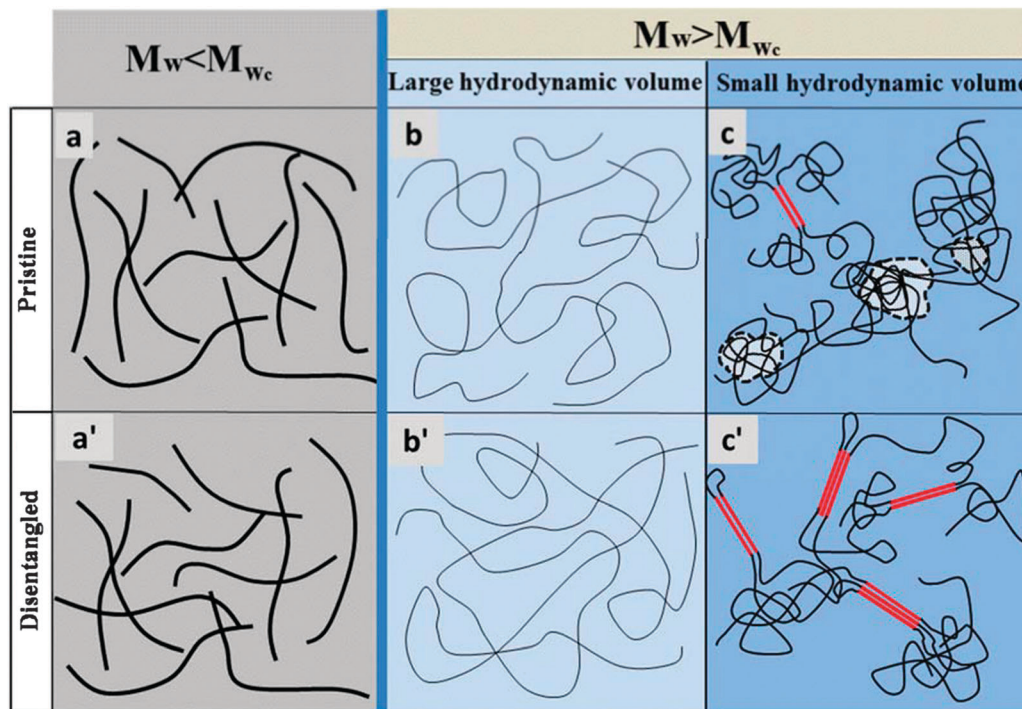 Mw<Mwc
Mw>Mwc
Large hydrodynamic volume
Small hydrodynamic volume
Pristine
a
b
c
Disentangled
a'
b'
c'